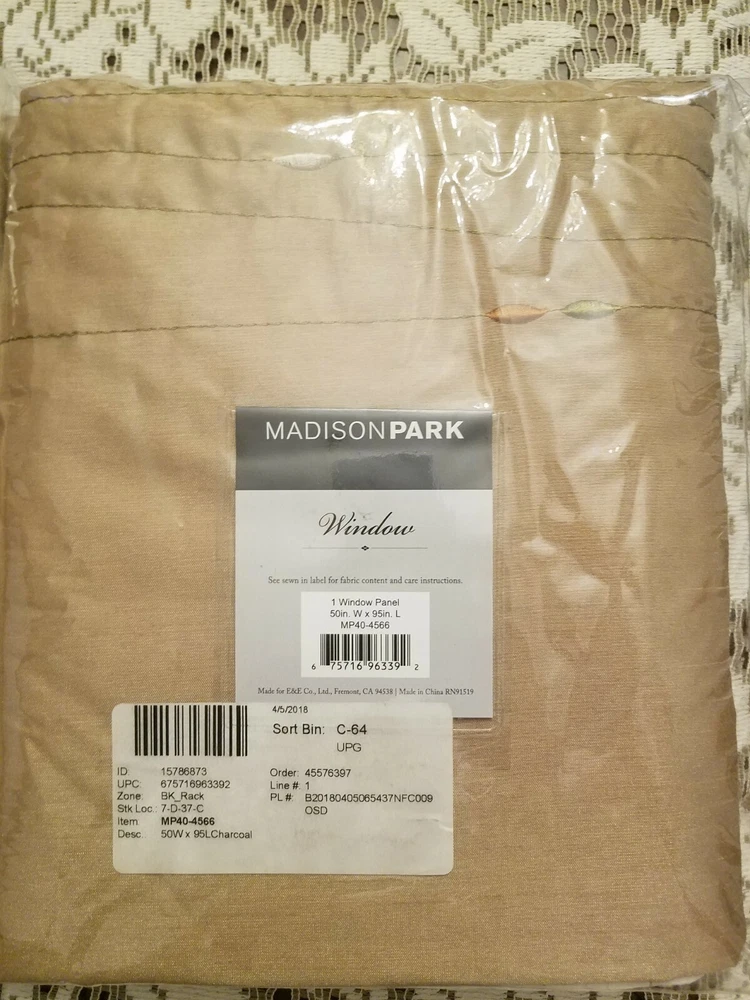 MADISONPARK
Window
See sewn in label for fabric content and care instructions.
1 Window Panel
50in. W x 95in. L
MP40-4566
6 75716 96339 2
Made for E&E Co., Ltd., Fremont, CA 94538 | Made in China RN91519
4/5/2018
Sort Bin: C-64
UPG
ID: 15786873
UPC: 675716963392
Zone: BK_Rack
Stk Loc.: 7-D-37-C
Item MP40-4566
Desc. 50W x 95LCharcoal
Order: 45576397
Line #: 1
PL #: B20180405065437NFC009
OSD